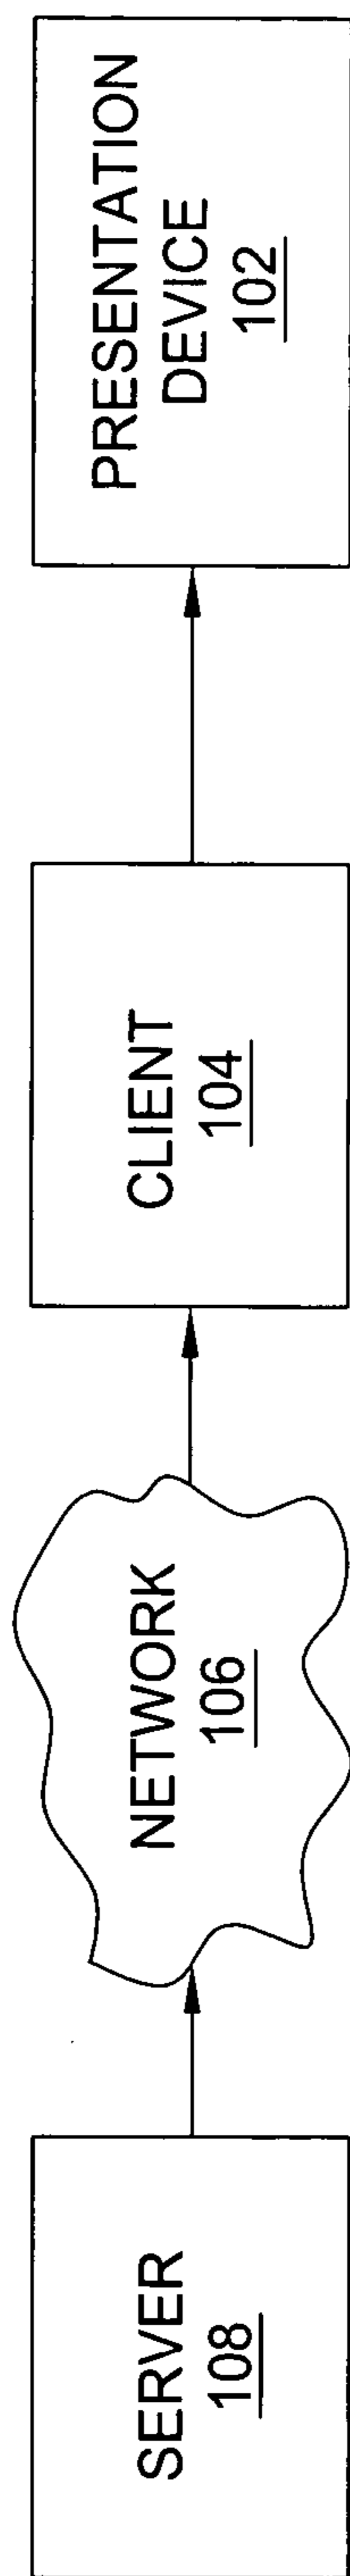 SERVER
108
NETWORK
106
CLIENT
104
PRESENTATION
DEVICE
102